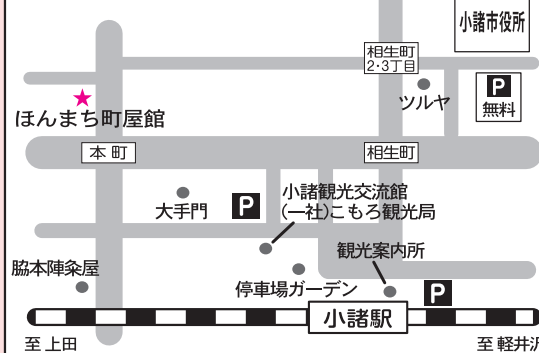 小諸市役所
相生町
2・3丁目
ツルヤ
P
無料
ほんまち町屋館
本町
相生町
大手門
P
小諸観光交流館
(一社)こもろ観光局
観光案内所
脇本陣粂屋
停車場ガーデン
P
小諸駅
至 上田
至 軽井沢